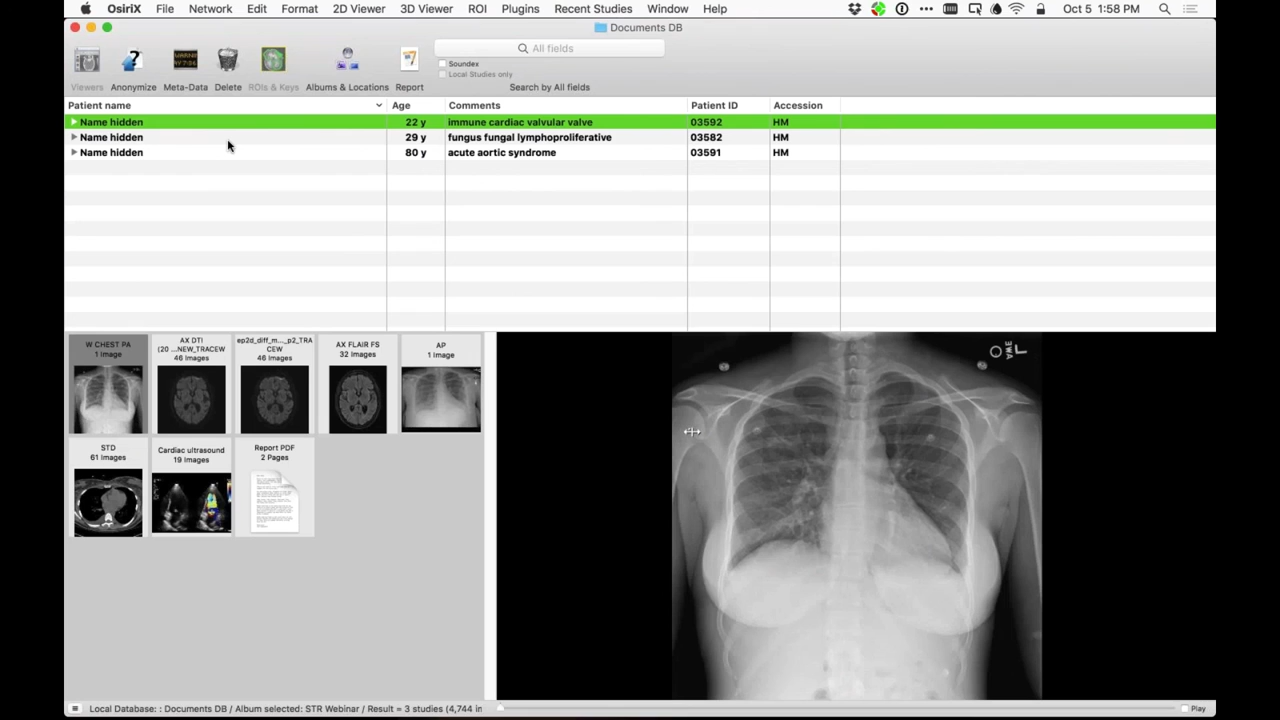 OsiriX File Network Edit Format 2D Viewer 3D Viewer ROI Plugins Recent Studies Window Help Oct 5 1:58 PM
Documents DB
All fields
Soundex
Local Studies only
Viewers Anonymize Meta-Data Delete ROIs & Keys Albums & Locations Report Search by All fields
Patient name Age Comments Patient ID Accession
Name hidden 22 y immune cardiac valvular valve 03592 HM
Name hidden 29 y fungus fungal lymphoproliferative 03582 HM
Name hidden 80 y acute aortic syndrome 03591 HM
W CHEST PA
1 Image
AX DTI
(20 ...NEW_TRACEW
46 Images
ep2d_diff_m..._p2_TRA
CEW
46 Images
AX FLAIR FS
32 Images
AP
1 Image
STD
61 Images
Cardiac ultrasound
19 Images
Report PDF
2 Pages
L
Local Database: : Documents DB / Album selected: STR Webinar / Result = 3 studies (4,744 in
Play